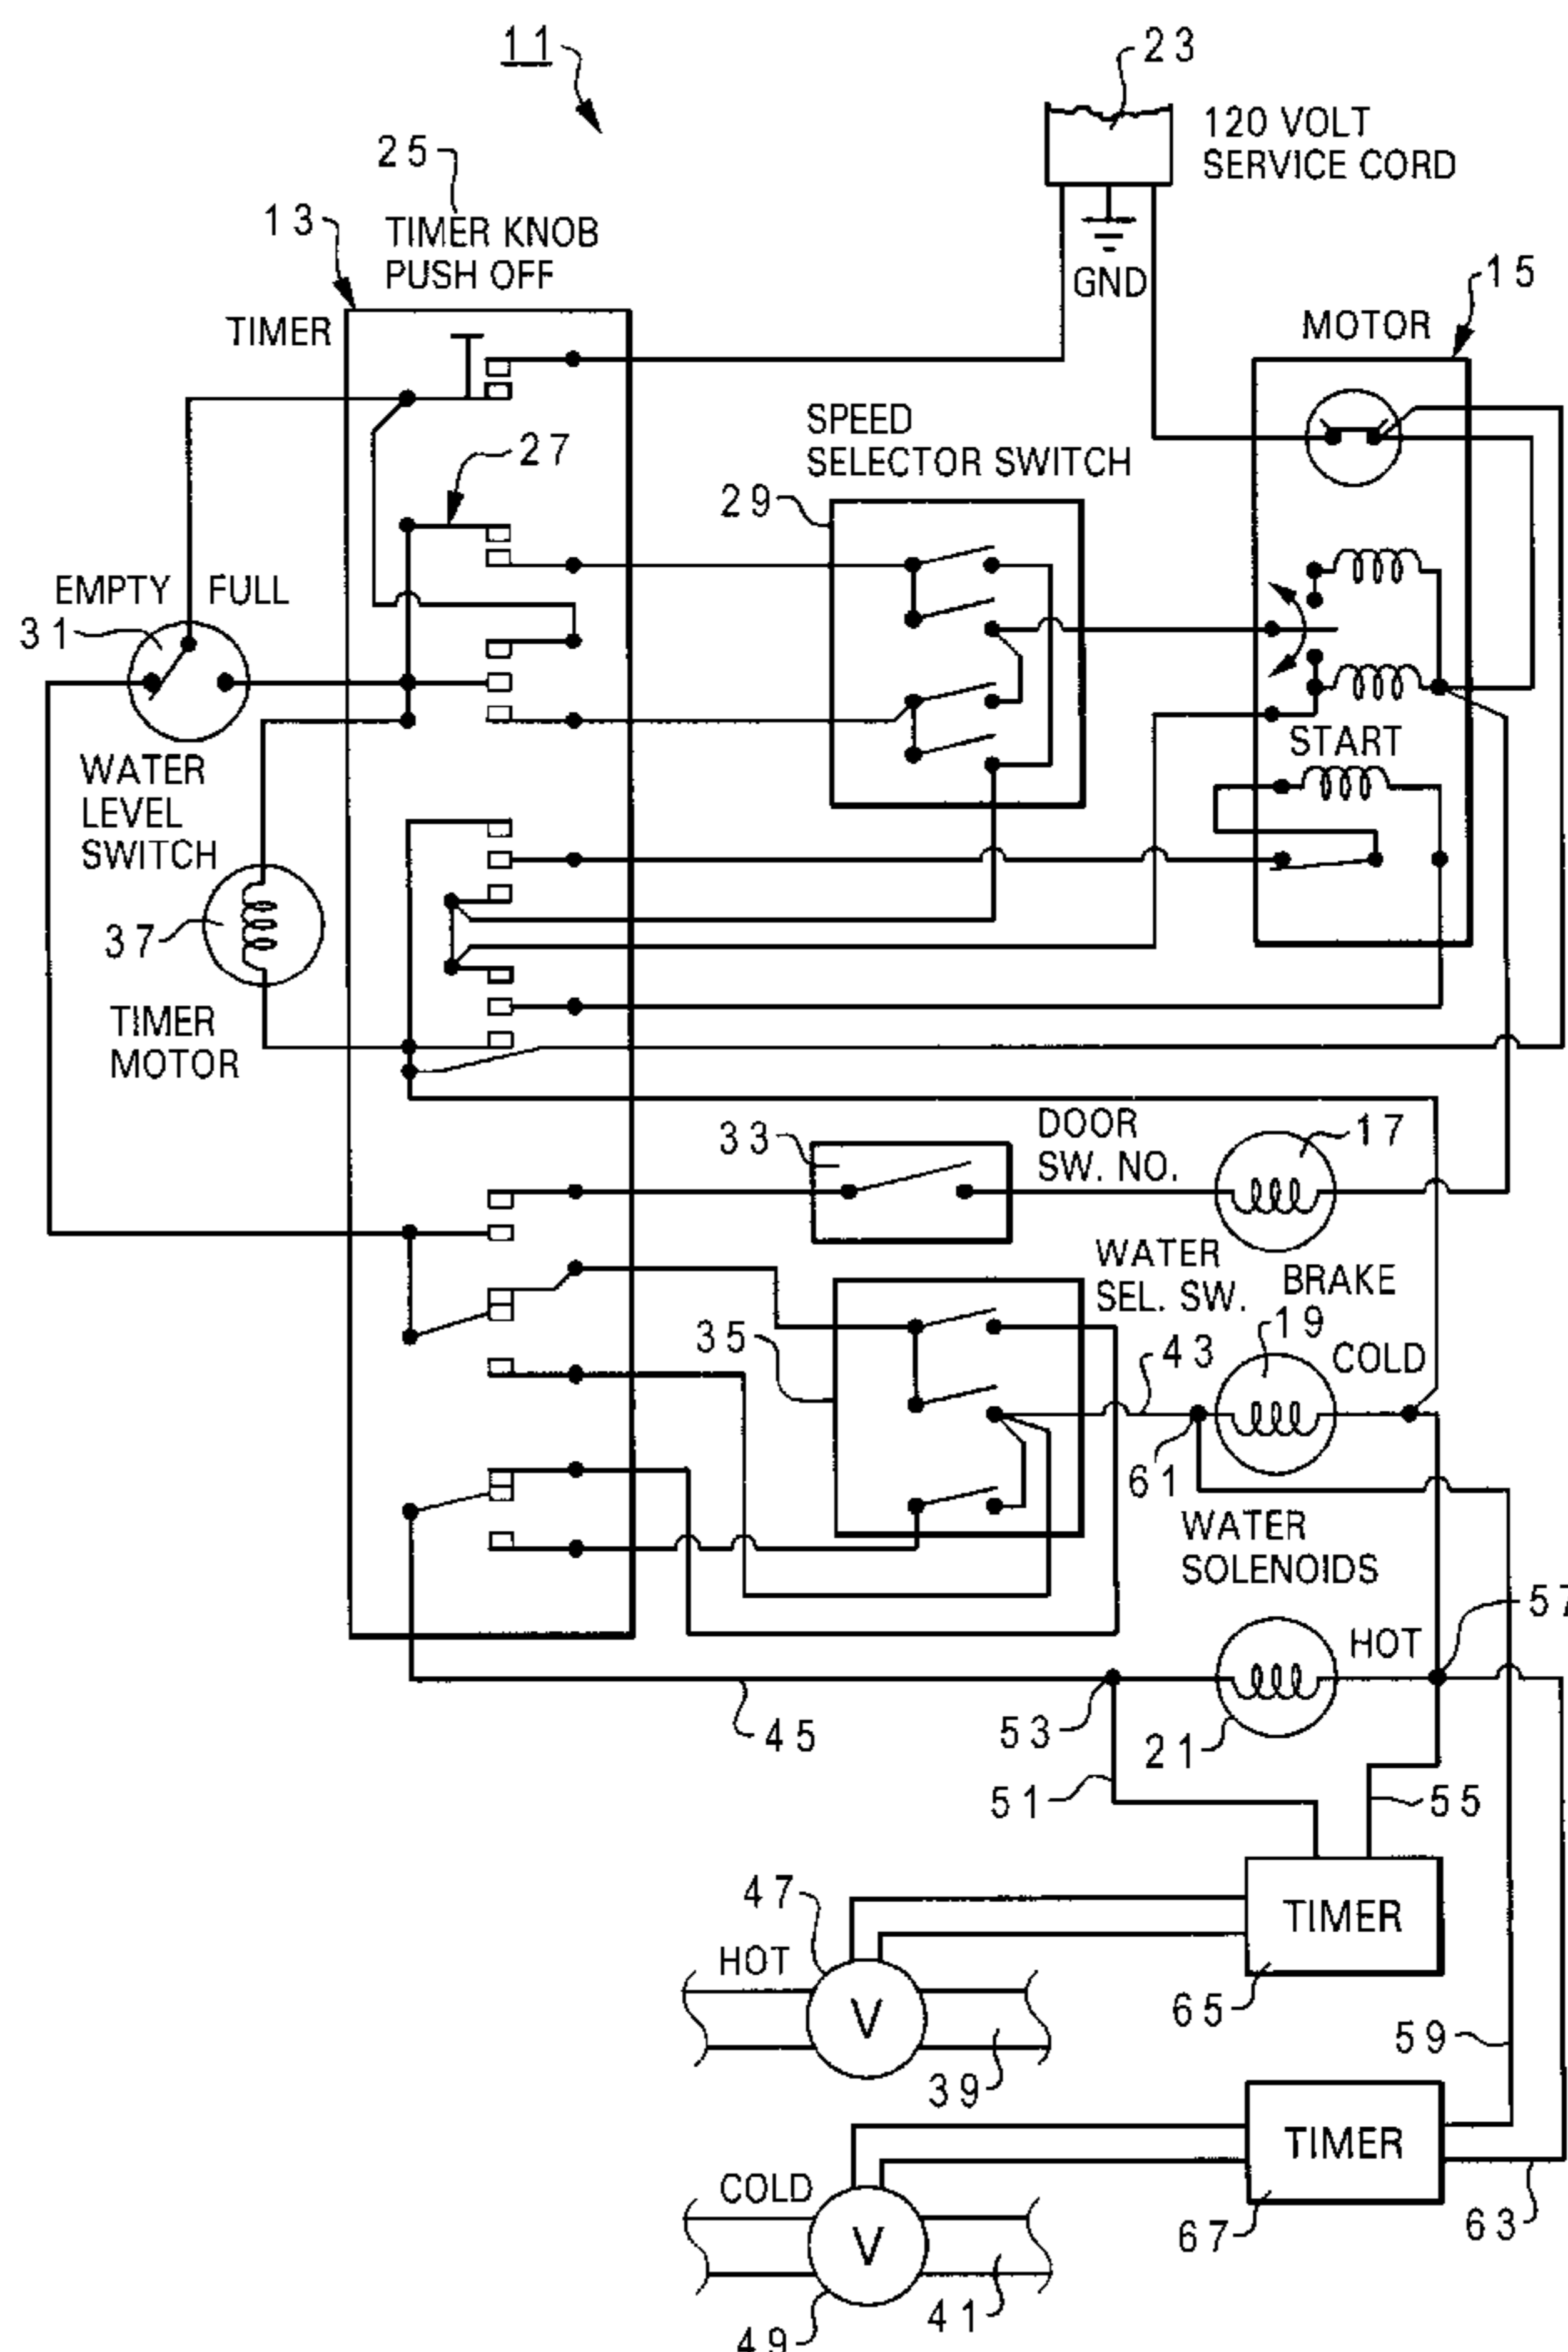 11
23
120 VOLT
SERVICE CORD
25
TIMER KNOB
PUSH OFF
13
TIMER
GND
15
MOTOR
27
SPEED
SELECTOR SWITCH
29
EMPTY FULL
31
WATER
LEVEL
SWITCH
START
37
TIMER
MOTOR
33
DOOR
SW. NO.
17
WATER
SEL. SW.
BRAKE
35
43
19
COLD
61
WATER
SOLENOIDS
57
HOT
53
45
21
51
55
47
TIMER
HOT
V
65
59
39
TIMER
COLD
V
67
63
41
49